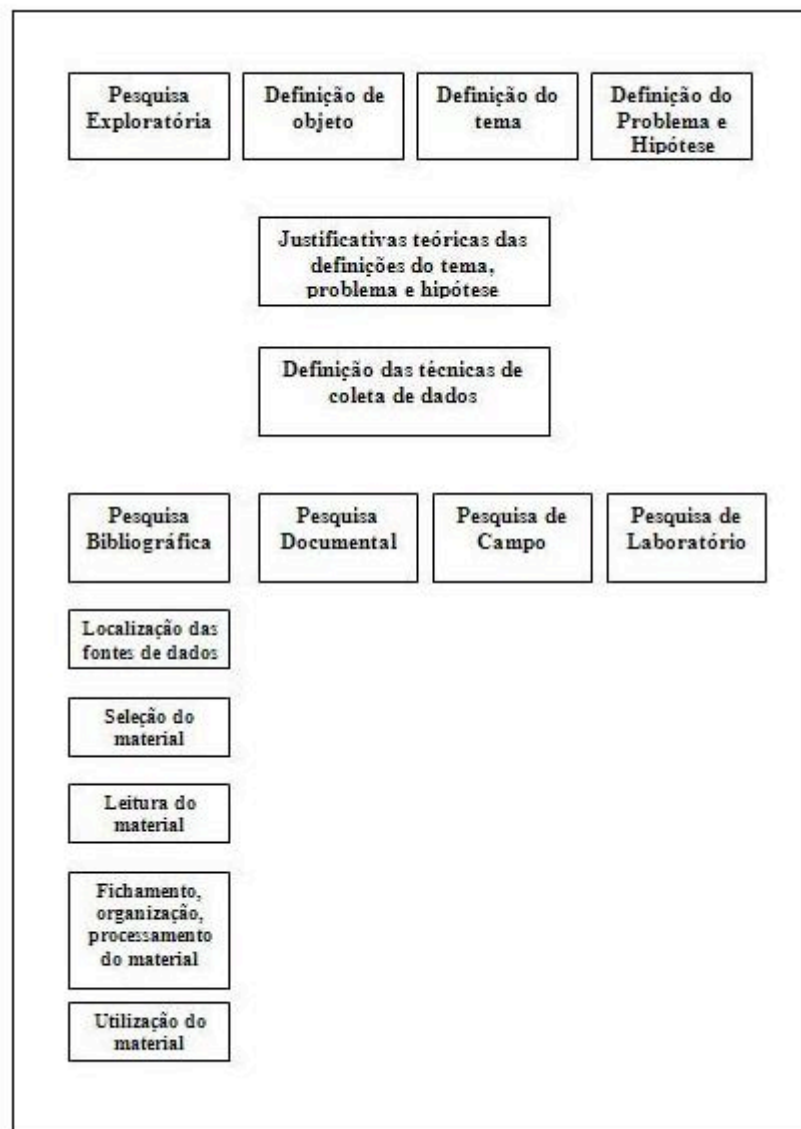 Pesquisa
Exploratória
Definição de
objeto
Definição do
tema
Definição do
Problema e
Hipótese
Justificativas teóricas das
definições do tema,
problema e hipótese
Definição das técnicas de
coleta de dados
Pesquisa
Bibliográfica
Pesquisa
Documental
Pesquisa de
Campo
Pesquisa de
Laboratório
Localização das
fontes de dados
Seleção do
material
Leitura do
material
Fichamento,
organização,
processamento
do material
Utilização do
material